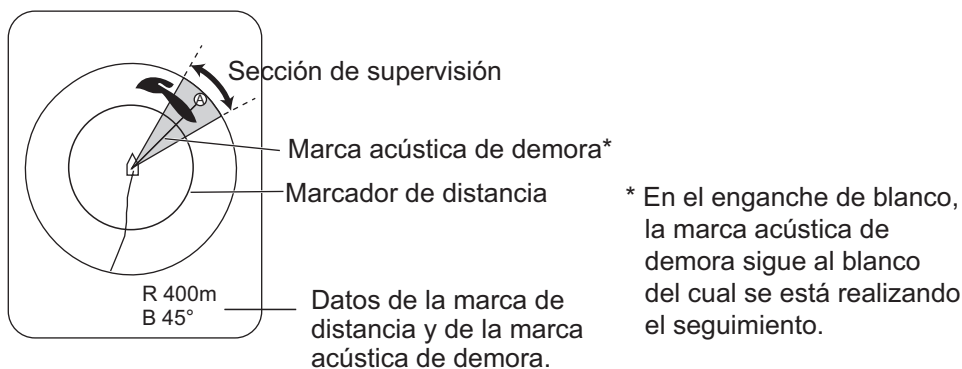 Sección de supervisión
A
Marca acústica de demora*
Marcador de distancia
R 400m
B 45°
Datos de la marca de
distancia y de la marca
acústica de demora.
* En el enganche de blanco,
la marca acústica de
demora sigue al blanco
del cual se está realizando
el seguimiento.